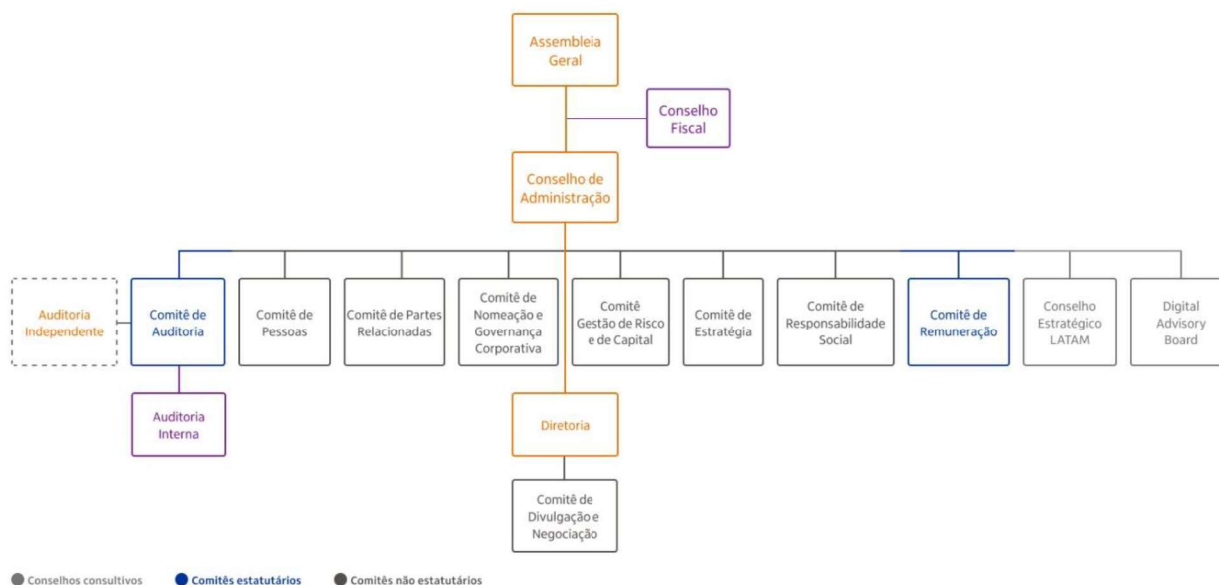 Assembleia
Geral
Conselho
Fiscal
Conselho de
Administração
Auditoria
Independente
Comitê de
Auditoria
Comitê de
Pessoas
Comitê de Partes
Relacionadas
Comitê de
Nomeação e
Governança
Corporativa
Comitê
Gestão de Risco
e de Capital
Comitê de
Estratégia
Comitê de
Responsabilidade
Social
Comitê de
Remuneração
Conselho
Estratégico
LATAM
Digital
Advisory
Board
Auditoria
Interna
Diretoria
Comitê de
Divulgação e
Negociação
Conselhos consultivos
Comitês estatutários
Comitês não estatutários